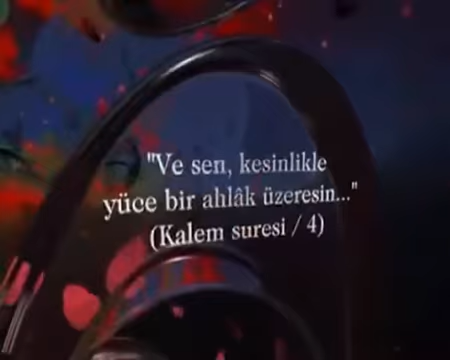 "Ve sen, kesinlikle
yüce bir ahlâk üzeresin..."
(Kalem suresi / 4)